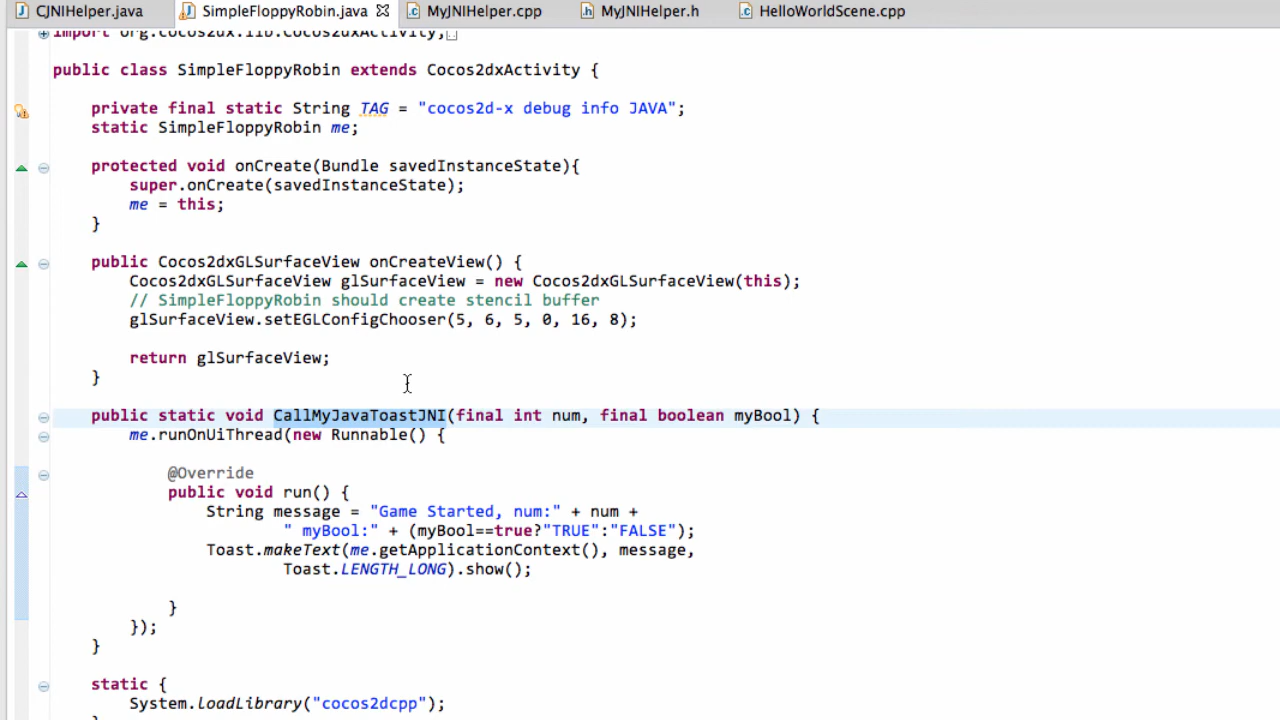 CJNIHelper.java SimpleFloppyRobin.java MyJNIHelper.cpp MyJNIHelper.h HelloWorldScene.cpp
import org.cocos2dx.lib.Cocos2dxActivity;
public class SimpleFloppyRobin extends Cocos2dxActivity {
private final static String TAG = "cocos2d-x debug info JAVA";
static SimpleFloppyRobin me;
protected void onCreate(Bundle savedInstanceState){
super.onCreate(savedInstanceState);
me = this;
}
public Cocos2dxGLSurfaceView onCreateView() {
Cocos2dxGLSurfaceView glSurfaceView = new Cocos2dxGLSurfaceView(this);
// SimpleFloppyRobin should create stencil buffer
glSurfaceView.setEGLConfigChooser(5, 6, 5, 0, 16, 8);
return glSurfaceView;
}
public static void CallMyJavaToastJNI(final int num, final boolean myBool) {
me.runOnUiThread(new Runnable() {
@Override
public void run() {
String message = "Game Started, num:" + num +
" myBool:" + (myBool==true?"TRUE":"FALSE");
Toast.makeText(me.getApplicationContext(), message,
Toast.LENGTH_LONG).show();
}
});
}
static {
System.loadLibrary("cocos2dcpp");